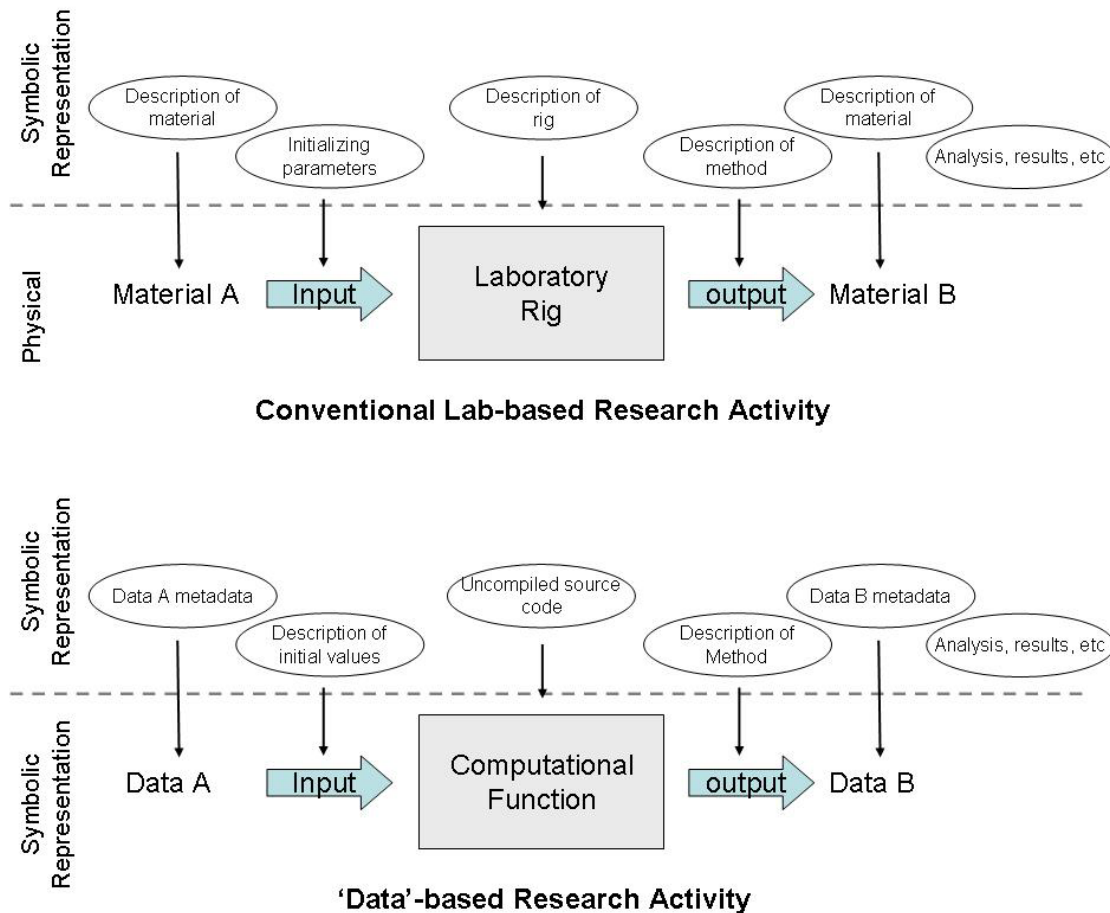 Symbolic
Representation
Description of
material
Initializing
parameters
Description of
rig
Description of
method
Description of
material
Analysis, results, etc
Physical
Material A
Input
Laboratory
Rig
output
Material B
Conventional Lab-based Research Activity
Symbolic
Representation
Data A metadata
Description of
initial values
Uncompiled source
code
Description of
Method
Data B metadata
Analysis, results, etc
Symbolic
Representation
Data A
Input
Computational
Function
output
Data B
‘Data’-based Research Activity